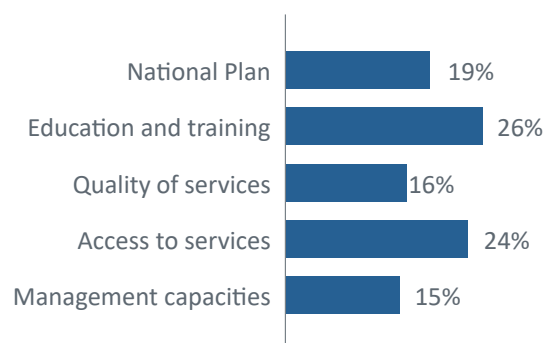 National Plan 19%
Education and training 26%
Quality of services 16%
Access to services 24%
Management capacities 15%